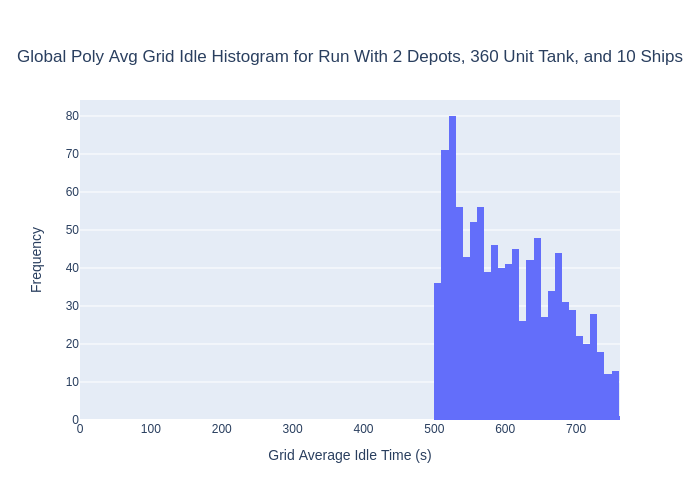 Global Poly Avg Grid Idle Histogram for Run With 2 Depots, 360 Unit Tank, and 10 Ships
80
70
60
50
40
30
20
10
0
Frequency
0 100 200 300 400 500 600 700
Grid Average Idle Time (s)